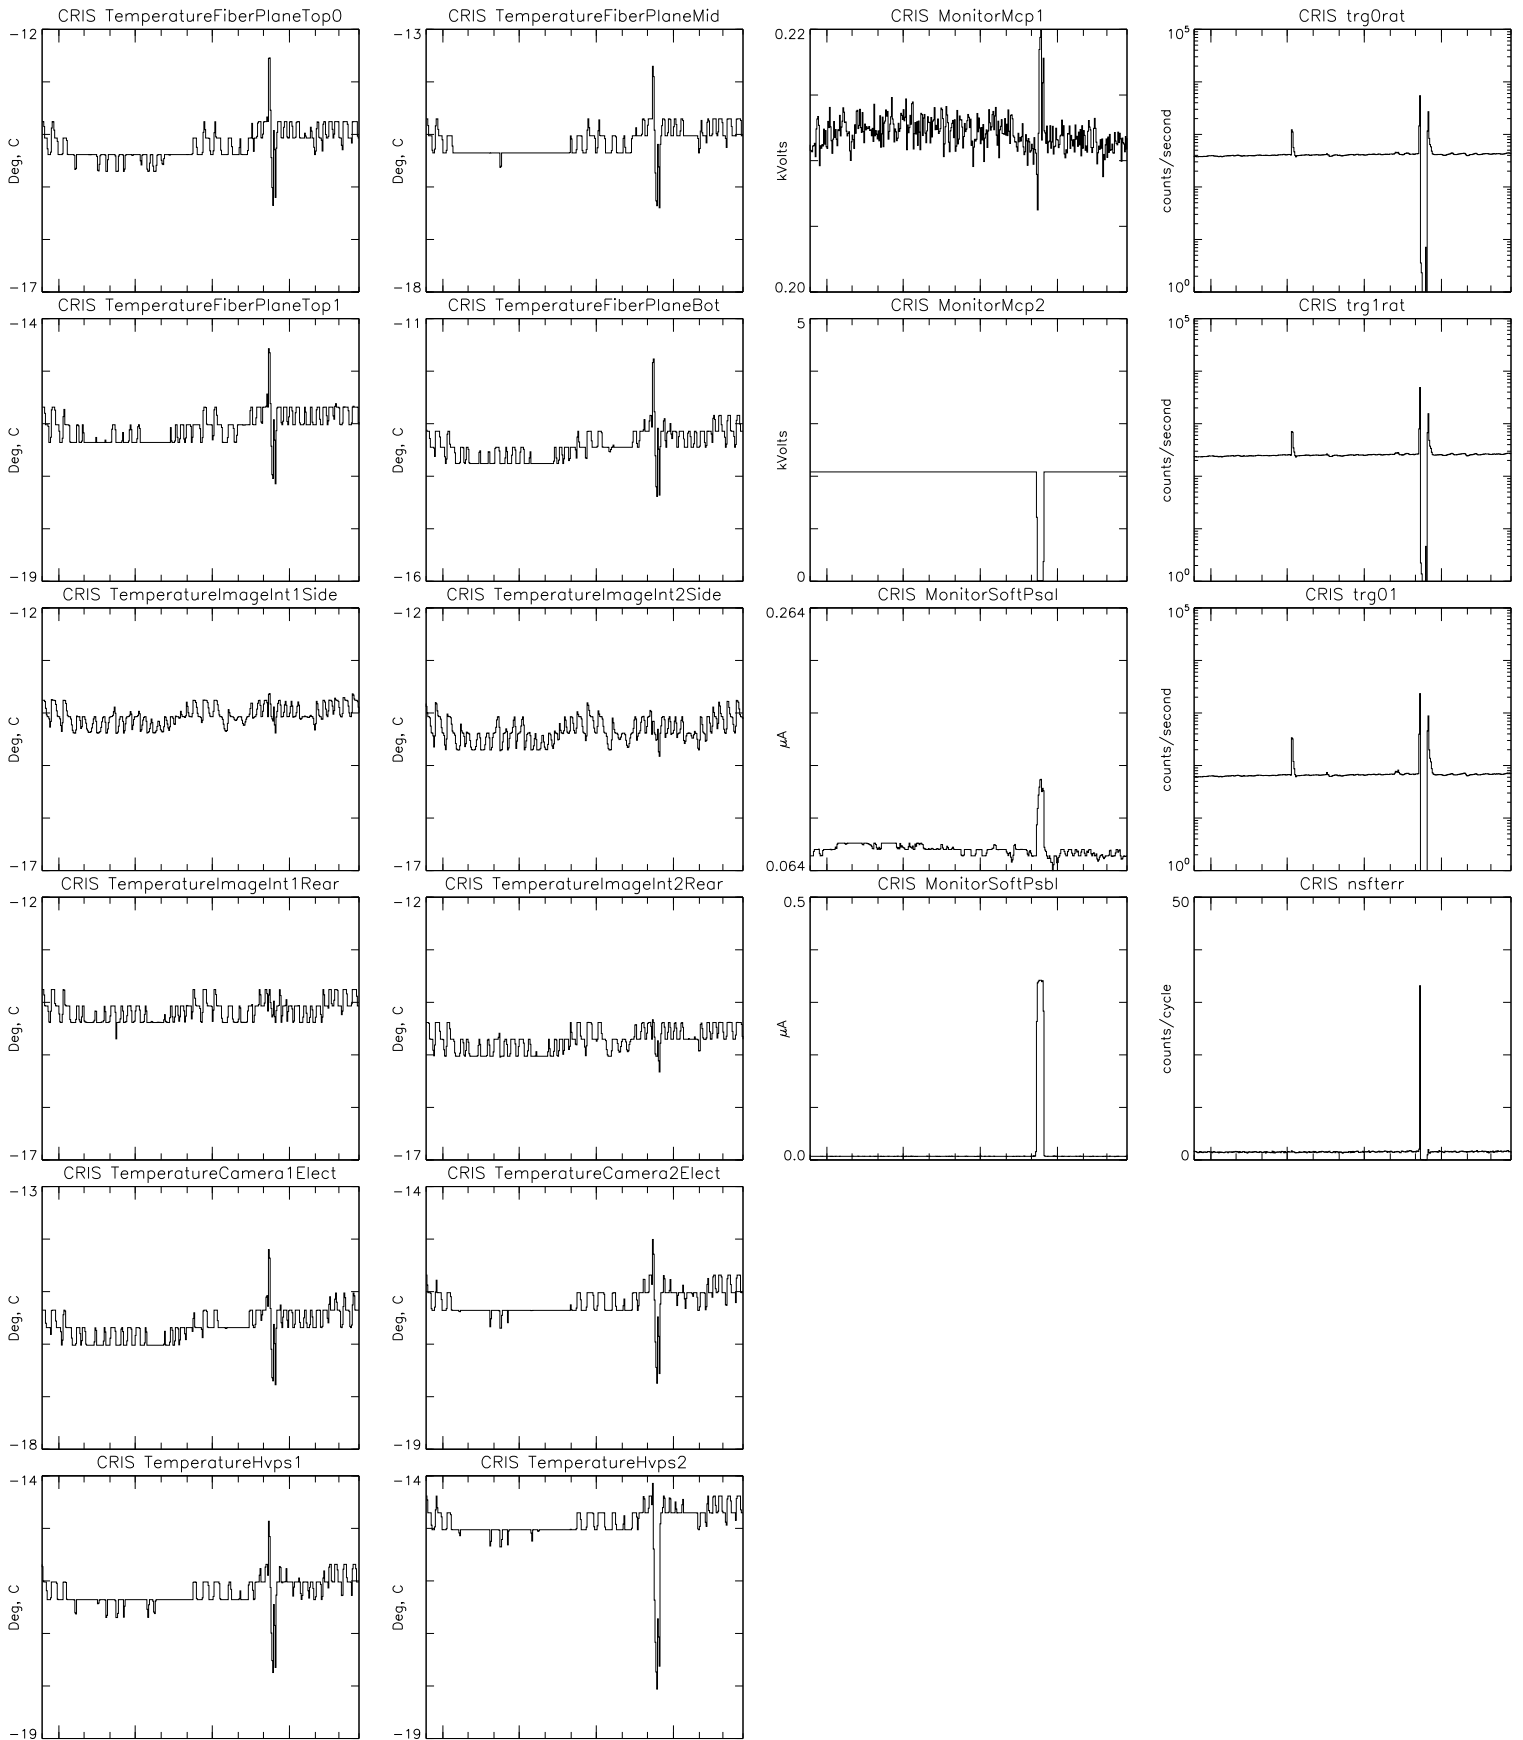 CRIS TemperatureFiberPlaneTop0
-12
Deg, C
-17
CRIS TemperatureFiberPlaneMid
-13
Deg, C
-18
CRIS MonitorMcp1
0.22
kVolts
0.20
CRIS trg0rat
10^5
counts/second
10^0
CRIS TemperatureFiberPlaneTop1
-14
Deg, C
-19
CRIS TemperatureFiberPlaneBot
-11
Deg, C
-16
CRIS MonitorMcp2
5
kVolts
0
CRIS trg1rat
10^5
counts/second
10^0
CRIS TemperatureImageInt1Side
-12
Deg, C
-17
CRIS TemperatureImageInt2Side
-12
Deg, C
-17
CRIS MonitorSoftPsaI
0.264
μA
0.064
CRIS trg01
10^5
counts/second
10^0
CRIS TemperatureImageInt1Rear
-12
Deg, C
-17
CRIS TemperatureImageInt2Rear
-12
Deg, C
-17
CRIS MonitorSoftPsbI
0.5
μA
0.0
CRIS nsfterr
50
counts/cycle
0
CRIS TemperatureCamera1Elect
-13
Deg, C
-18
CRIS TemperatureCamera2Elect
-14
Deg, C
-19
CRIS TemperatureHvps1
-14
Deg, C
-19
CRIS TemperatureHvps2
-14
Deg, C
-19